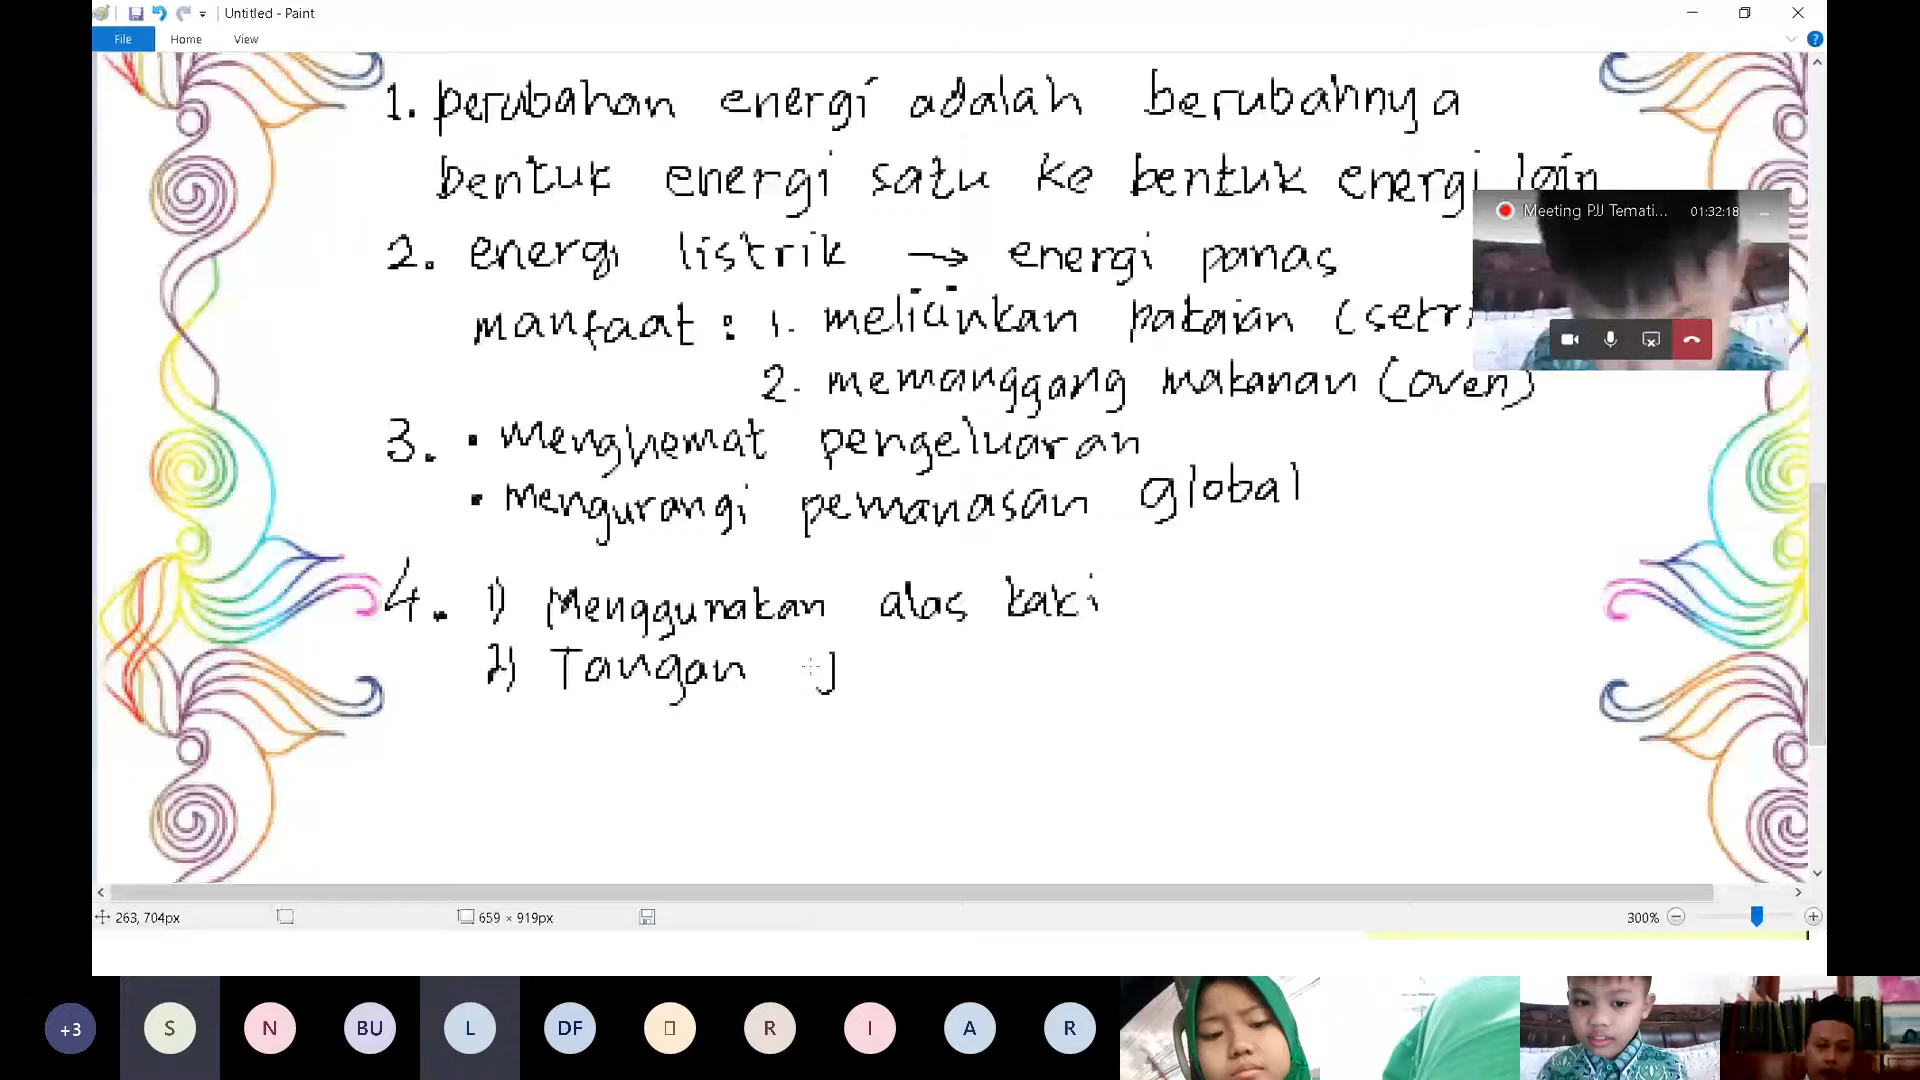 Untitled - Paint
File Home View
1. perubahan energi adalah berubahnya
bentuk energi satu ke bentuk energi lain
Meeting PJJ Temati... 01:32:18
2. energi listrik → energi panas
manfaat : 1. meliúnkan pakaian (setri
2. memanggang makanan (oven)
3. • menghemat pengeluaran
• mengurangi pemanasan global
4. 1) Menggunakan alas kaki
2) Tangan
263, 704px 659 × 919px 300%
+3 S N BU L DF R I A R